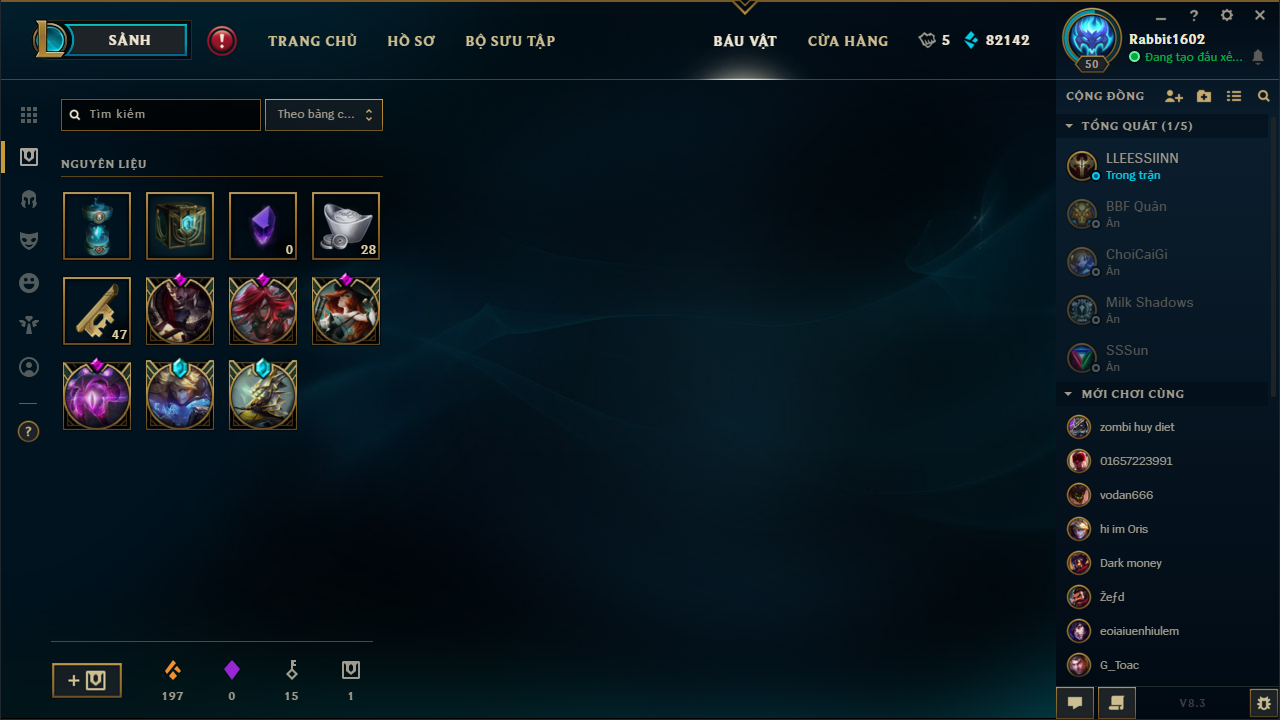 SẢNH
TRANG CHỦ
HỒ SƠ
BỘ SƯU TẬP
BÁU VẬT
CỬA HÀNG
5
82142
?
50
Rabbit1602
Đang tạo đấu xế...
Tìm kiếm
Theo bảng c...
NGUYÊN LIỆU
0
28
47
?
197
0
15
1
CỘNG ĐỒNG
TỔNG QUÁT (1/5)
LLEESSIINN
Trong trận
BBF Quân
Ẩn
ChoiCaiGi
Ẩn
Milk Shadows
Ẩn
SSSun
Ẩn
MỚI CHƠI CÙNG
zombi huy diet
01657223991
vodan666
hi im Oris
Dark money
Žeƒd
eoiaiuenhiulem
G_Toac
V8.3